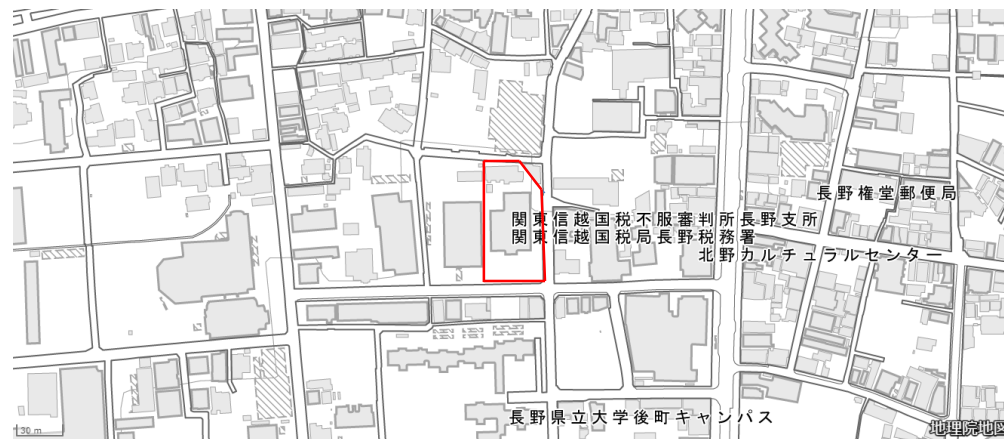 長野権堂郵便局
関東信越国税不服審判所長野支所
関東信越国税局長野税務署
北野カルチュラルセンター
長野県立大学後町キャンパス
30 m
地理院地